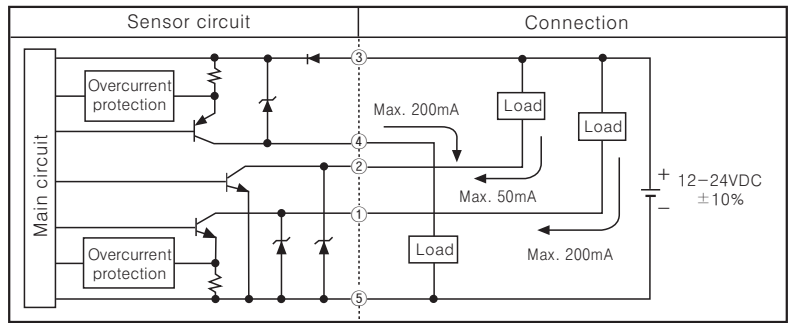 Sensor circuit
Connection
Main circuit
Overcurrent
protection
Overcurrent
protection
③
④
②
①
⑤
Max. 200mA
Load
Load
Max. 50mA
Load
Max. 200mA
+
−
12−24VDC
±10%